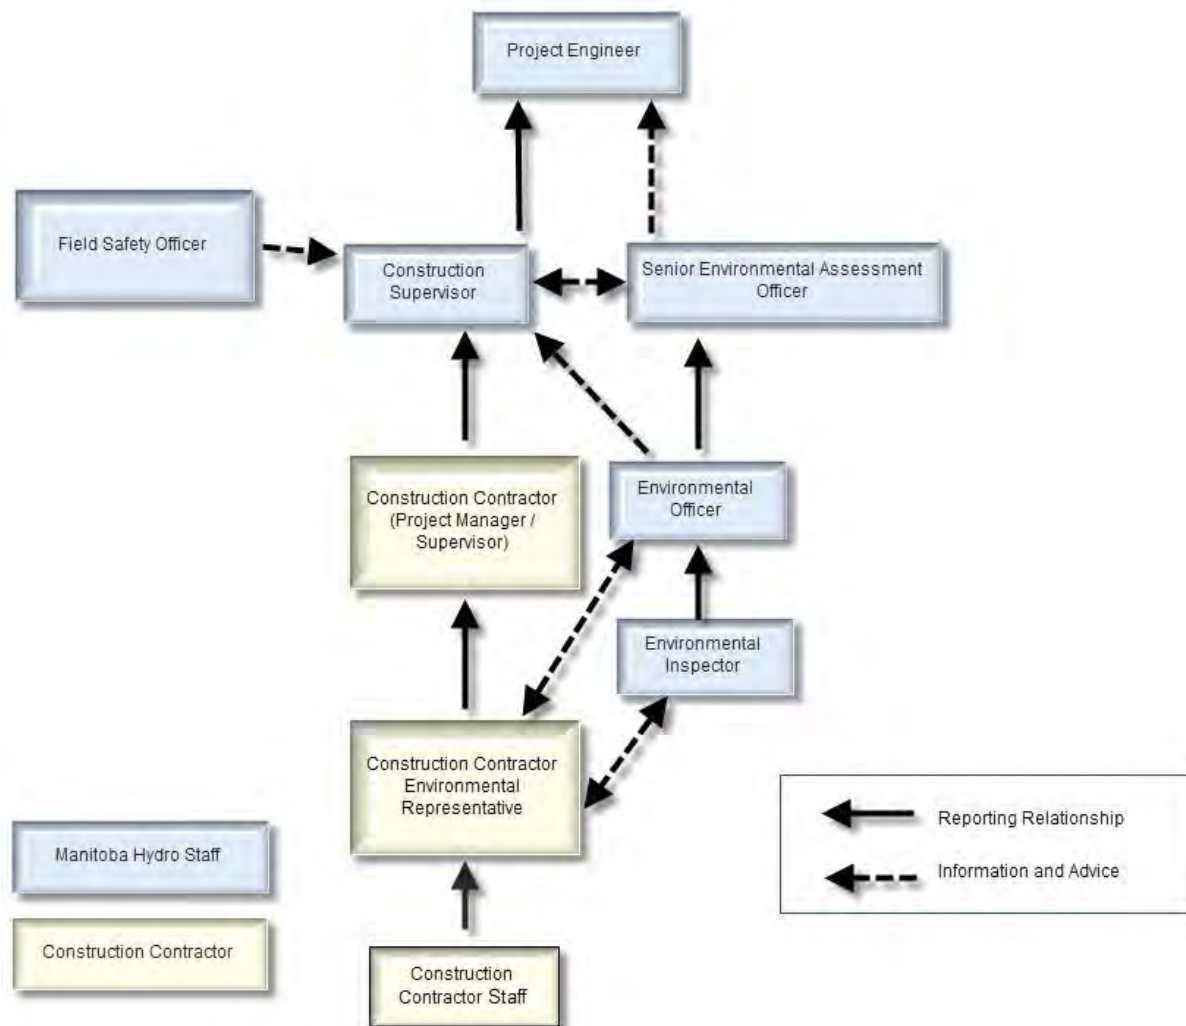 Project Engineer
Field Safety Officer
Construction
Supervisor
Senior Environmental Assessment
Officer
Construction Contractor
(Project Manager /
Supervisor)
Environmental
Officer
Environmental
Inspector
Construction Contractor
Environmental
Representative
Construction
Contractor Staff
Manitoba Hydro Staff
Construction Contractor
Reporting Relationship
Information and Advice